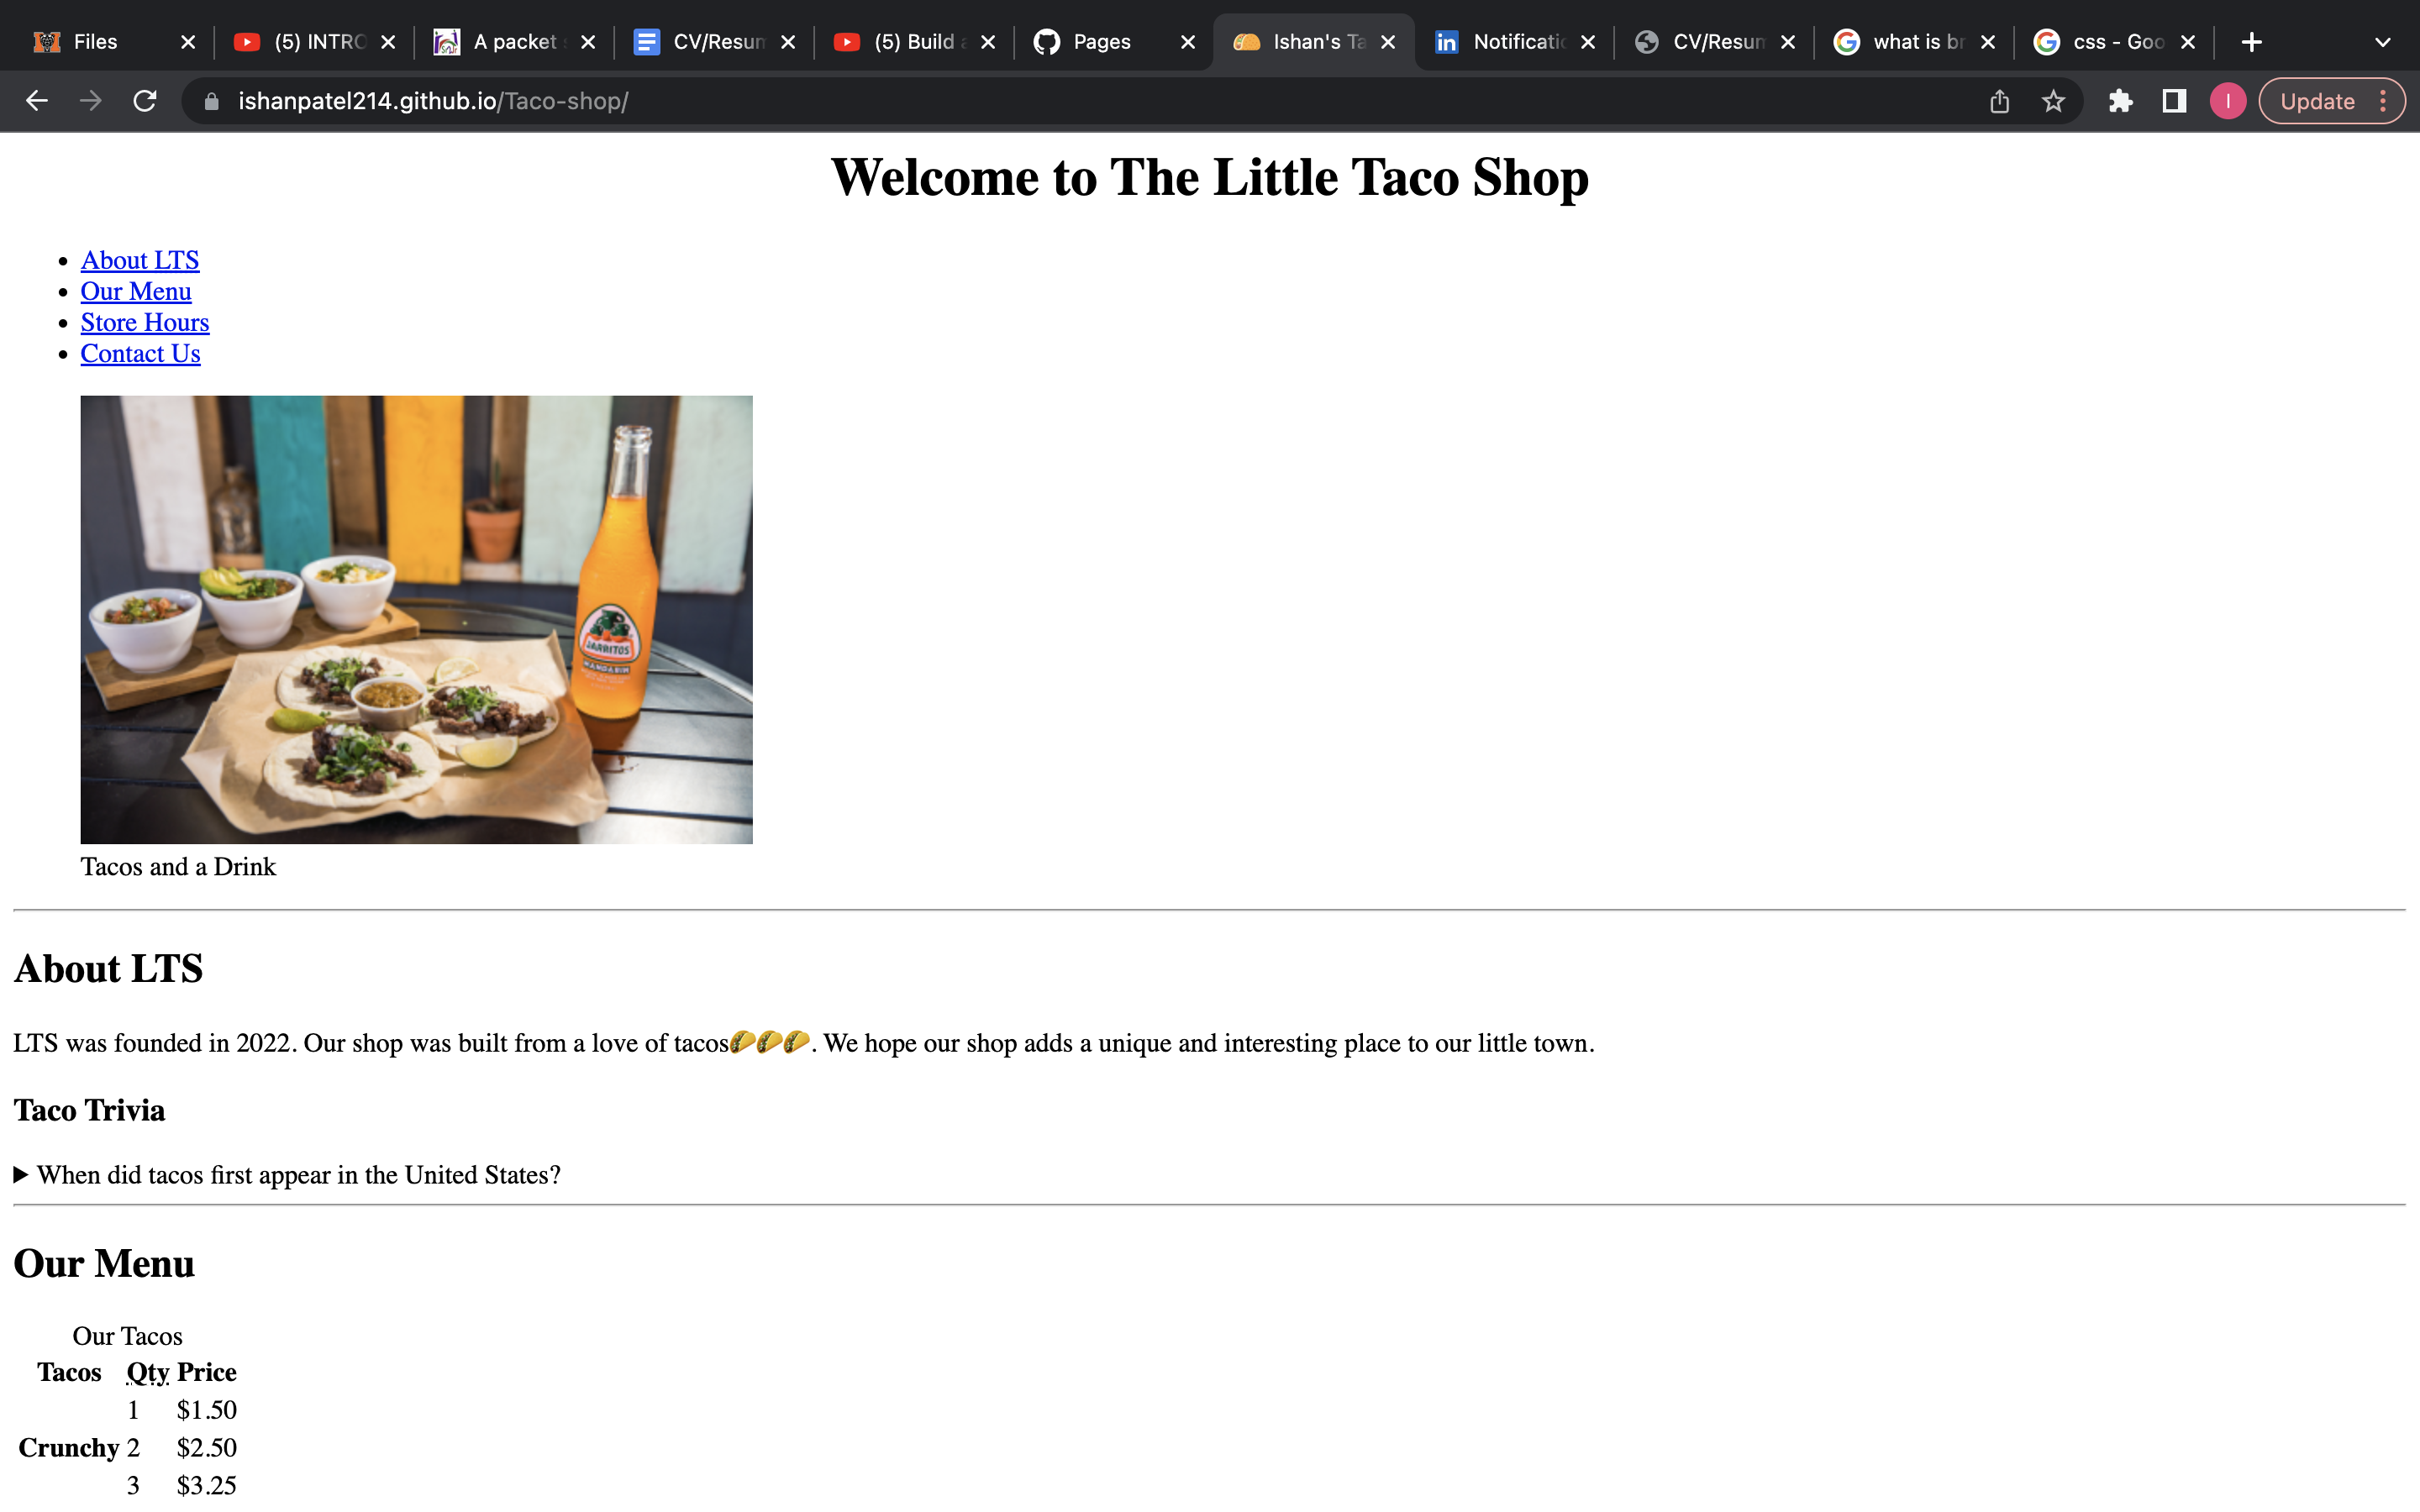 Files
(5) INTRO
A packet
CV/Resum
(5) Build a
Pages
Ishan's Ta
Notificatio
CV/Resum
what is br
css - Goo
ishanpatel214.github.io/Taco-shop/
I
Update
Welcome to The Little Taco Shop
• About LTS
• Our Menu
• Store Hours
• Contact Us
JARRITOS
MANDARIN
Tacos and a Drink
About LTS
LTS was founded in 2022. Our shop was built from a love of tacos🌮🌮🌮. We hope our shop adds a unique and interesting place to our little town.
Taco Trivia
▶ When did tacos first appear in the United States?
Our Menu
Our Tacos
Tacos Qty Price
1 $1.50
Crunchy 2 $2.50
3 $3.25